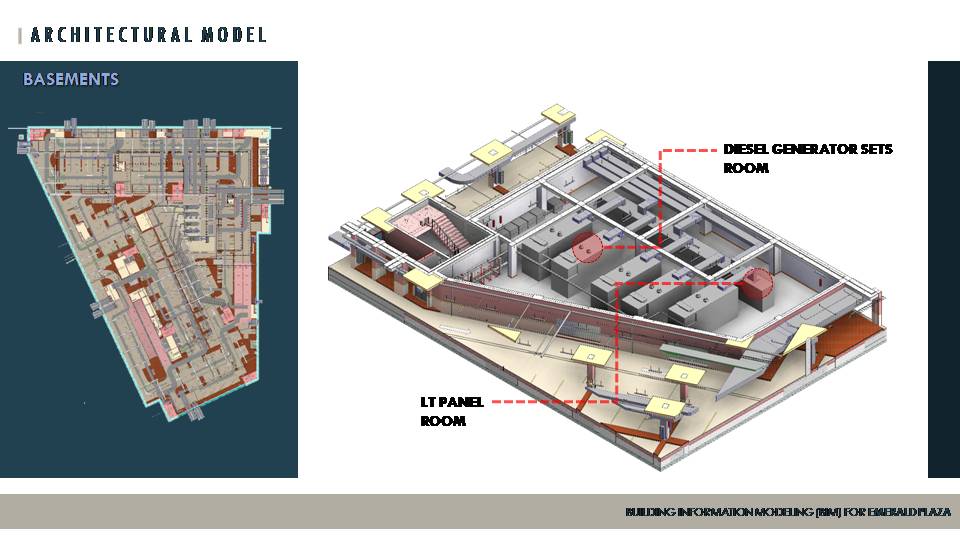 ARCHITECTURAL MODEL
BASEMENTS
DIESEL GENERATOR SETS
ROOM
LT PANEL
ROOM
BUILDING INFORMATION MODELING (BIM) FOR EMERALD PLAZA